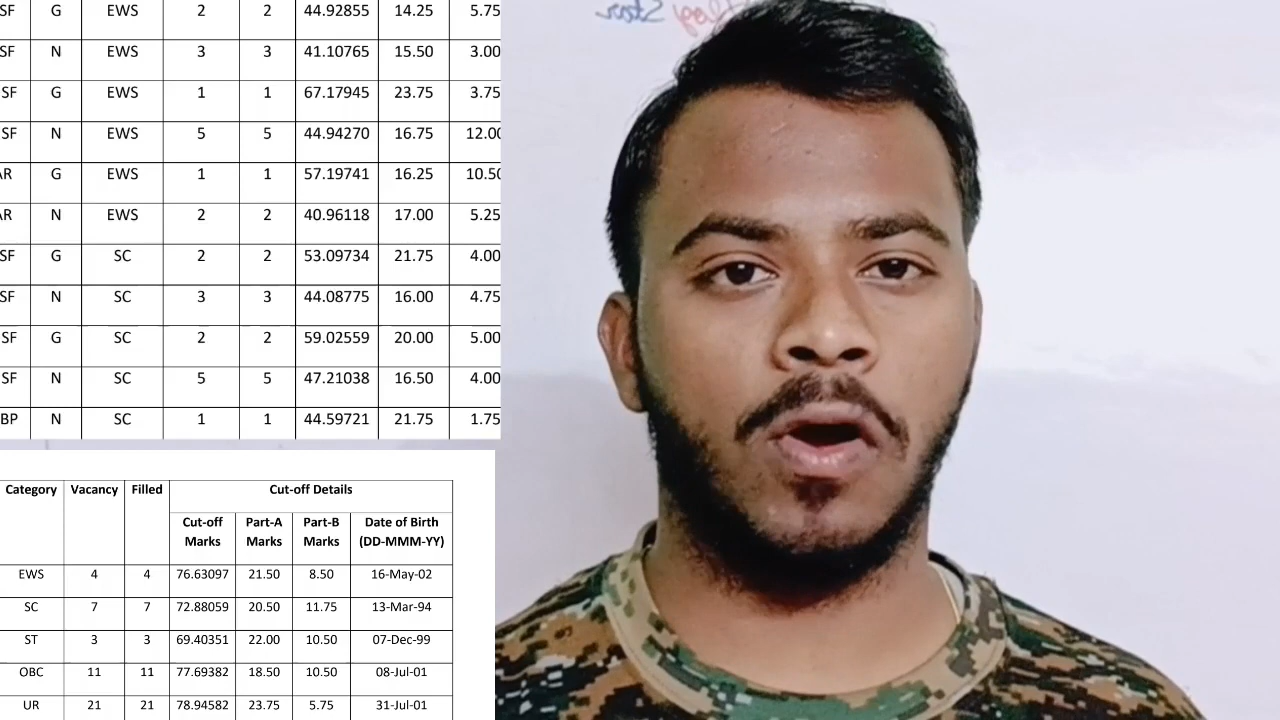 SF G EWS 2 2 44.92855 14.25 5.75
SF N EWS 3 3 41.10765 15.50 3.00
SF G EWS 1 1 67.17945 23.75 3.75
SF N EWS 5 5 44.94270 16.75 12.00
AR G EWS 1 1 57.19741 16.25 10.50
AR N EWS 2 2 40.96118 17.00 5.25
SF G SC 2 2 53.09734 21.75 4.00
SF N SC 3 3 44.08775 16.00 4.75
SF G SC 2 2 59.02559 20.00 5.00
SF N SC 5 5 47.21038 16.50 4.00
BP N SC 1 1 44.59721 21.75 1.75
Category Vacancy Filled Cut-off Details
Cut-off Part-A Part-B Date of Birth
Marks Marks Marks (DD-MMM-YY)
EWS 4 4 76.63097 21.50 8.50 16-May-02
SC 7 7 72.88059 20.50 11.75 13-Mar-94
ST 3 3 69.40351 22.00 10.50 07-Dec-99
OBC 11 11 77.69382 18.50 10.50 08-Jul-01
UR 21 21 78.94582 23.75 5.75 31-Jul-01